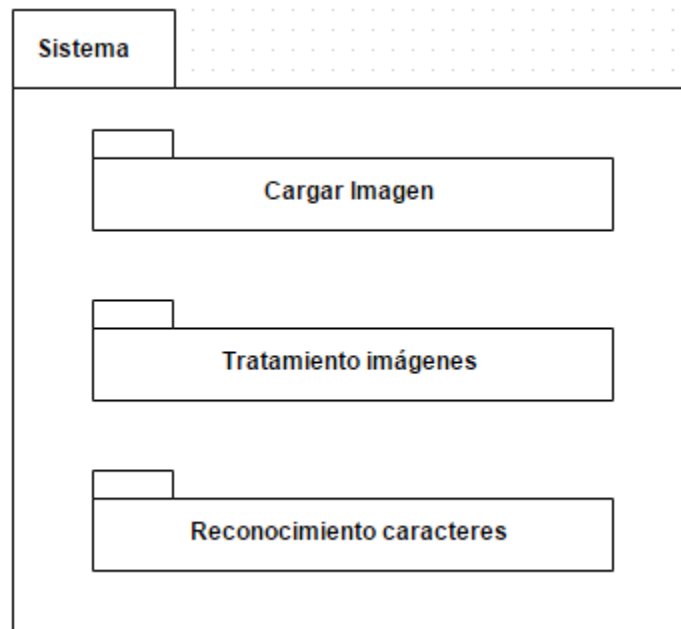 Sistema
Cargar Imagen
Tratamiento imágenes
Reconocimiento caracteres